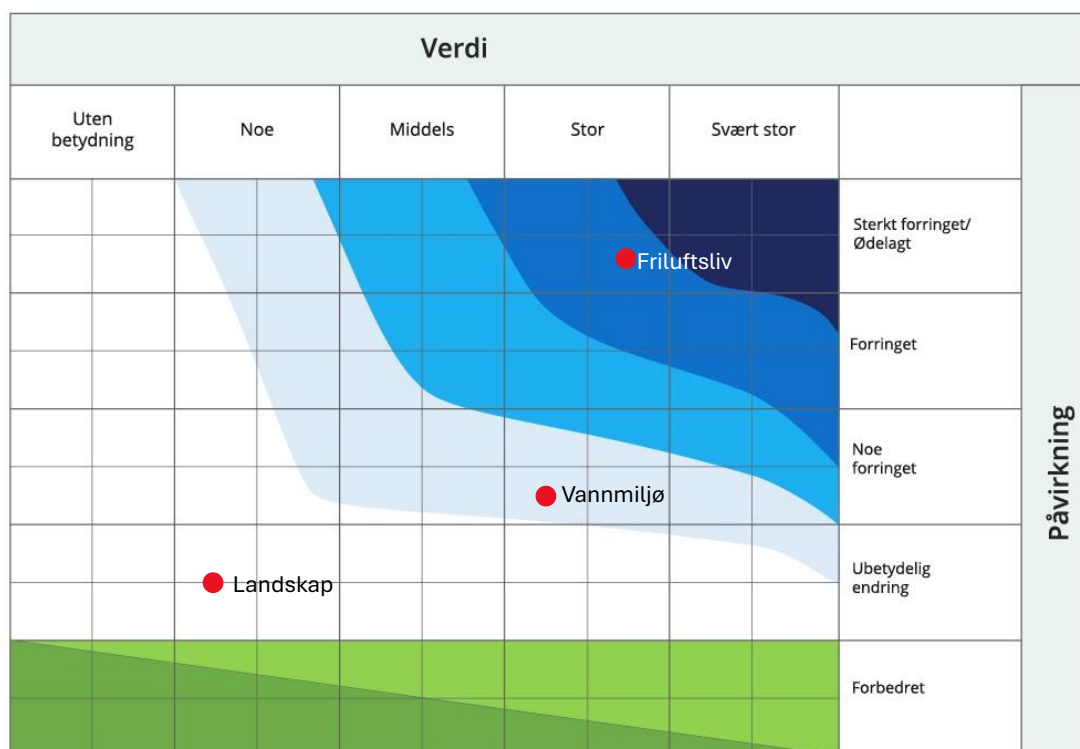 Verdi
Uten
betydning
Noe
Middels
Stor
Svært stor
Sterkt forringet/
Ødelagt
Friluftsliv
Forringet
Noe
forringet
Vannmiljø
Ubetydelig
endring
Landskap
Forbedret
Påvirkning